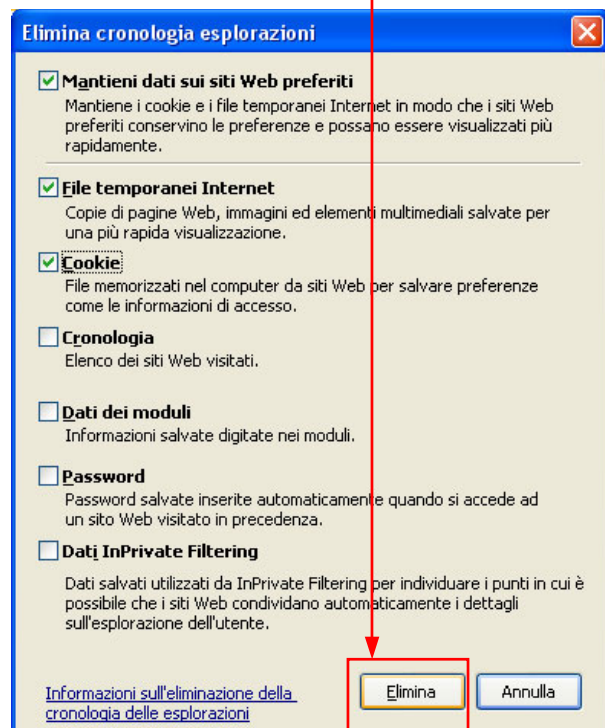 Elimina cronologia esplorazioni
Mantieni dati sui siti Web preferiti
Mantiene i cookie e i file temporanei Internet in modo che i siti Web
preferiti conservino le preferenze e possano essere visualizzati più
rapidamente.
File temporanei Internet
Copie di pagine Web, immagini ed elementi multimediali salvate per
una più rapida visualizzazione.
Cookie
File memorizzati nel computer da siti Web per salvare preferenze
come le informazioni di accesso.
Cronologia
Elenco dei siti Web visitati.
Dati dei moduli
Informazioni salvate digitate nei moduli.
Password
Password salvate inserite automaticamente quando si accede ad
un sito Web visitato in precedenza.
Dati InPrivate Filtering
Dati salvati utilizzati da InPrivate Filtering per individuare i punti in cui è
possibile che i siti Web condividano automaticamente i dettagli
sull'esplorazione dell'utente.
Informazioni sull'eliminazione della
cronologia delle esplorazioni
Elimina
Annulla